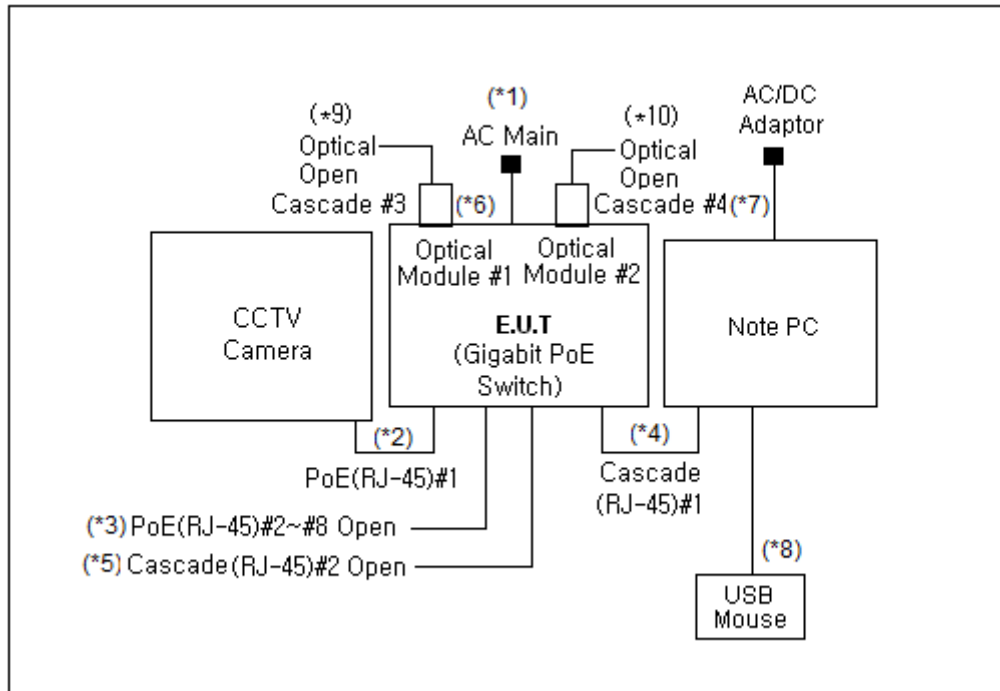 (*9)
Optical
Open
Cascade #3
(*1)
AC Main
(*6)
(*10)
Optical
Open
Cascade #4
AC/DC
Adaptor
(*7)
CCTV
Camera
Optical
Module #1
Optical
Module #2
E.U.T
(Gigabit PoE
Switch)
Note PC
(*2)
PoE(RJ-45)#1
(*4)
Cascade
(RJ-45)#1
(*3) PoE(RJ-45)#2~#8 Open
(*5) Cascade(RJ-45)#2 Open
(*8)
USB
Mouse